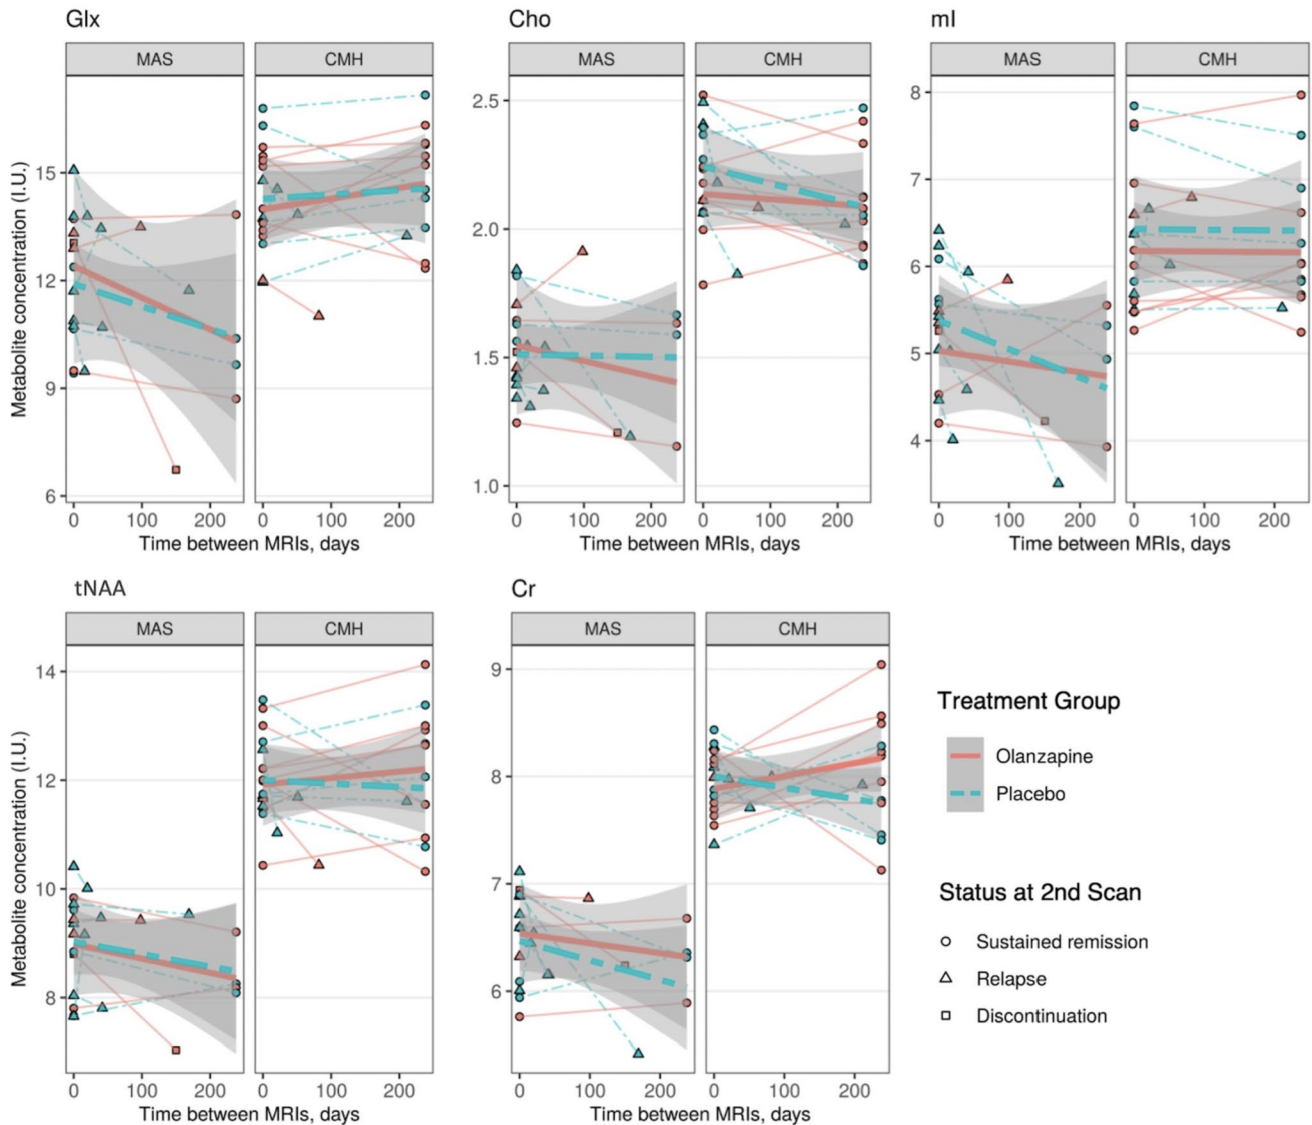 Glx
Cho
mI
MAS
CMH
MAS
CMH
MAS
CMH
Metabolite concentration (I.U.)
15
12
9
6
2.5
2.0
1.5
1.0
8
7
6
5
4
0 100 200 0 100 200
0 100 200 0 100 200
0 100 200 0 100 200
Time between MRIs, days
Time between MRIs, days
Time between MRIs, days
tNAA
Cr
MAS
CMH
MAS
CMH
Metabolite concentration (I.U.)
14
12
10
8
9
8
7
6
0 100 200 0 100 200
0 100 200 0 100 200
Time between MRIs, days
Time between MRIs, days
Treatment Group
Olanzapine
Placebo
Status at 2nd Scan
Sustained remission
Relapse
Discontinuation